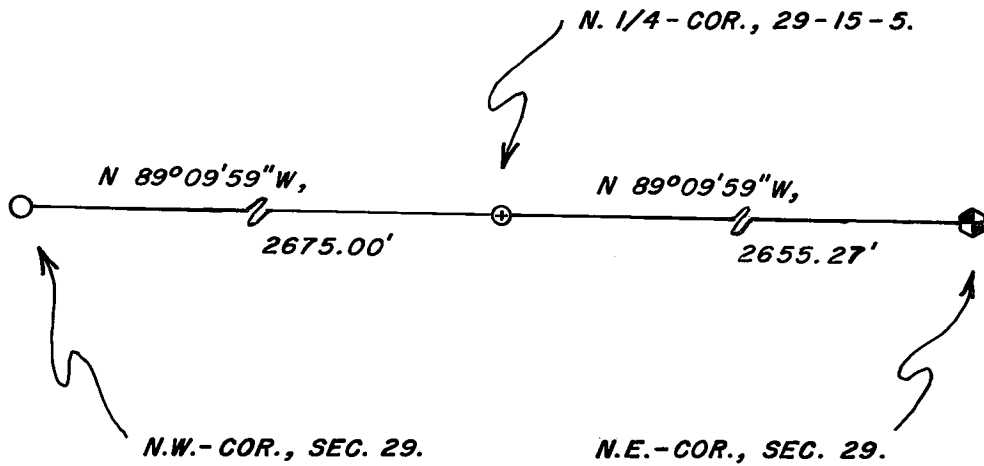 N. 1/4-COR., 29-15-5.
N 89°09'59"W,
2675.00'
N 89°09'59"W,
2655.27'
N.W.-COR., SEC. 29.
N.E.-COR., SEC. 29.